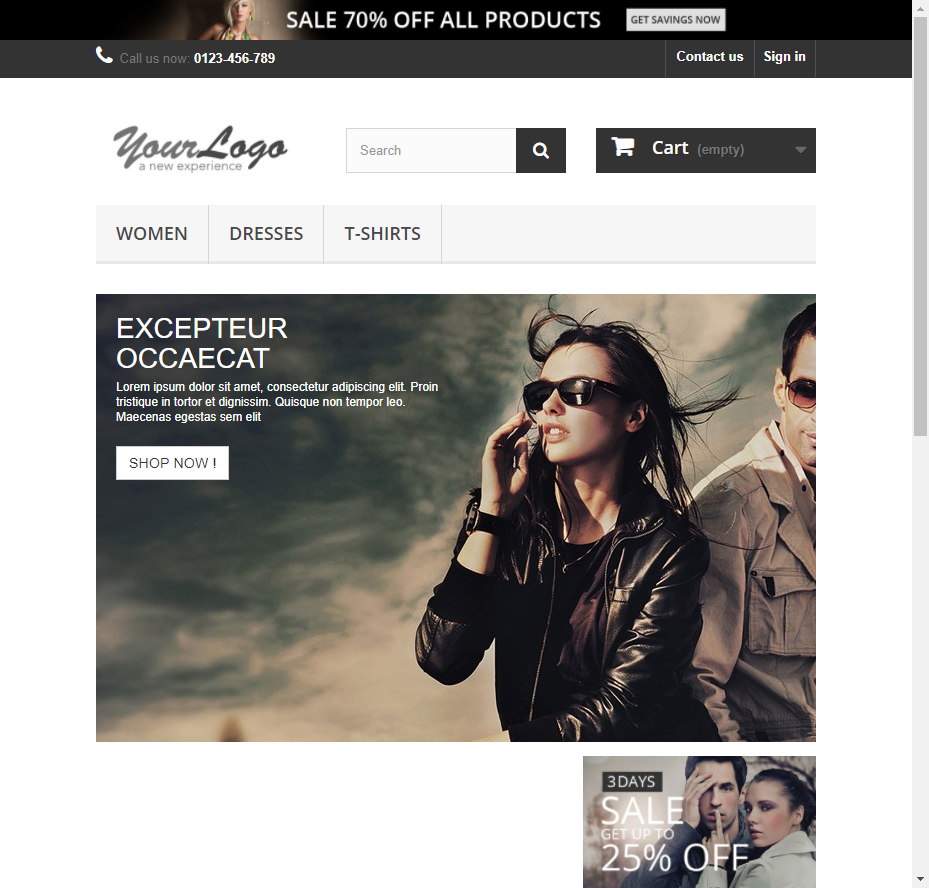 SALE 70% OFF ALL PRODUCTS GET SAVINGS NOW
Call us now: 0123-456-789 Contact us Sign in
YourLogo
a new experience
Search
Cart (empty)
WOMEN DRESSES T-SHIRTS
EXCEPTEUR
OCCAECAT
Lorem ipsum dolor sit amet, consectetur adipiscing elit. Proin
tristique in tortor et dignissim. Quisque non tempor leo.
Maecenas egestas sem elit
SHOP NOW !
3 DAYS
SALE
GET UP TO
25% OFF